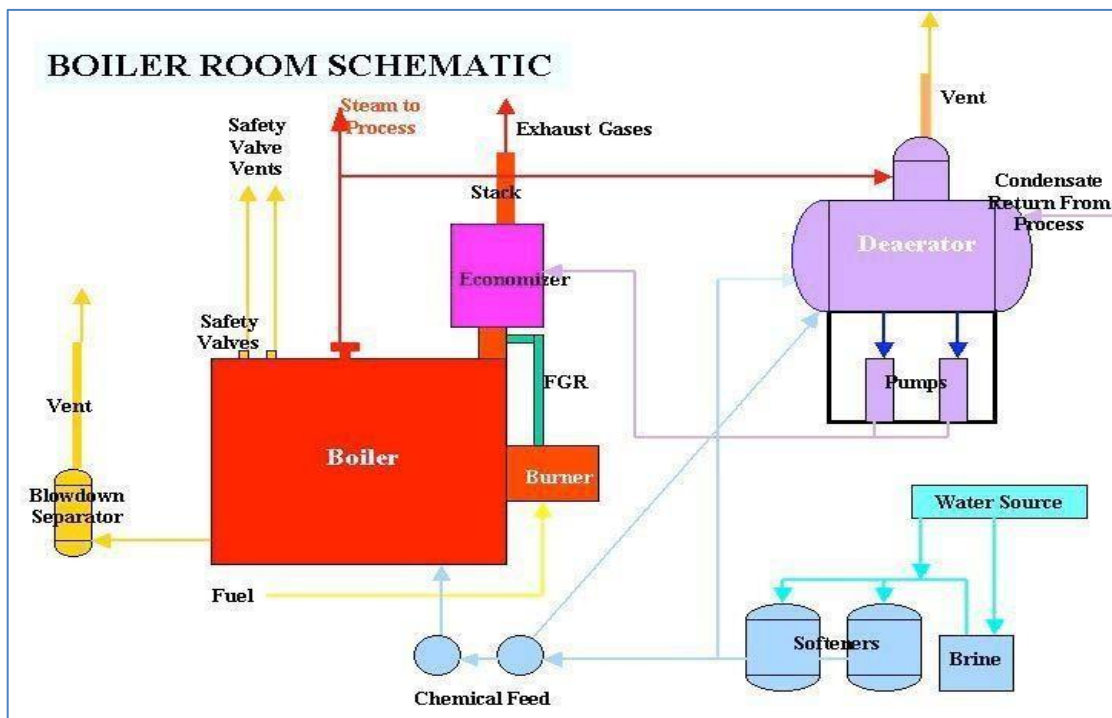 BOILER ROOM SCHEMATIC
Steam to
Process
Exhaust Gases
Vent
Safety
Valve
Vents
Stack
Condensate
Return From
Process
Deaerator
Economizer
Safety
Valves
FGR
Pumps
Vent
Boiler
Burner
Blowdown
Separator
Water Source
Fuel
Softeners
Brine
Chemical Feed